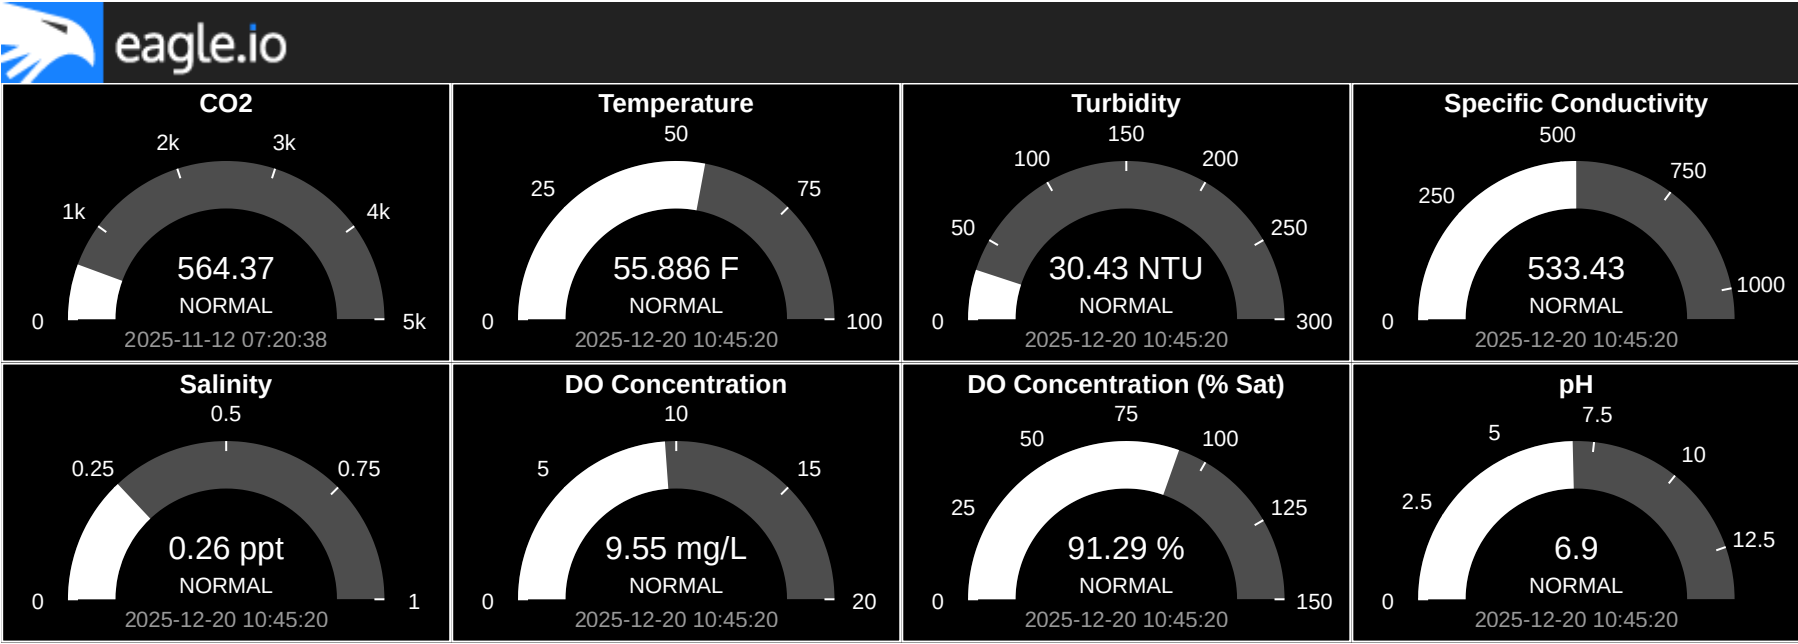 eagle.io
CO2
0
1k
2k
3k
4k
5k
564.37
NORMAL
2025-11-12 07:20:38
Temperature
0
25
50
75
100
55.886 F
NORMAL
2025-12-20 10:45:20
Turbidity
0
50
100
150
200
250
300
30.43 NTU
NORMAL
2025-12-20 10:45:20
Specific Conductivity
0
250
500
750
1000
533.43
NORMAL
2025-12-20 10:45:20
Salinity
0
0.25
0.5
0.75
1
0.26 ppt
NORMAL
2025-12-20 10:45:20
DO Concentration
0
5
10
15
20
9.55 mg/L
NORMAL
2025-12-20 10:45:20
DO Concentration (% Sat)
0
25
50
75
100
125
150
91.29 %
NORMAL
2025-12-20 10:45:20
pH
0
2.5
5
7.5
10
12.5
6.9
NORMAL
2025-12-20 10:45:20